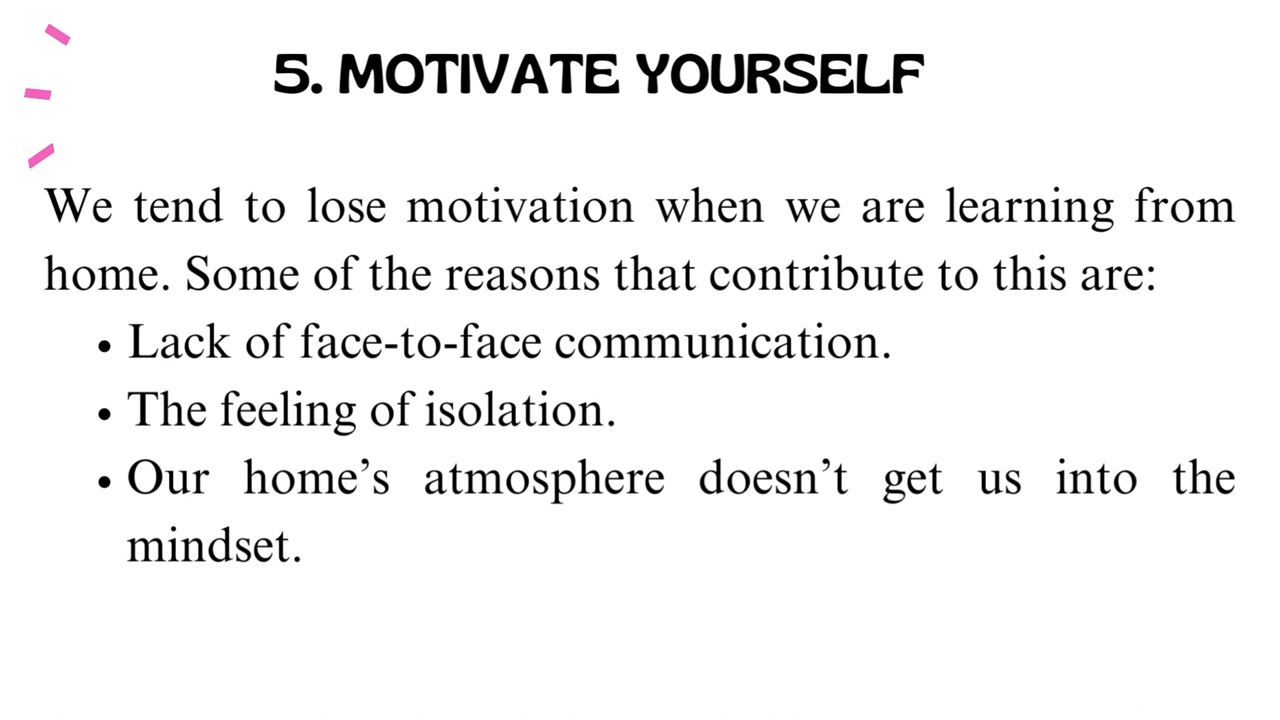 5. MOTIVATE YOURSELF
We tend to lose motivation when we are learning from
home. Some of the reasons that contribute to this are:
• Lack of face-to-face communication.
• The feeling of isolation.
• Our home’s atmosphere doesn’t get us into the
mindset.